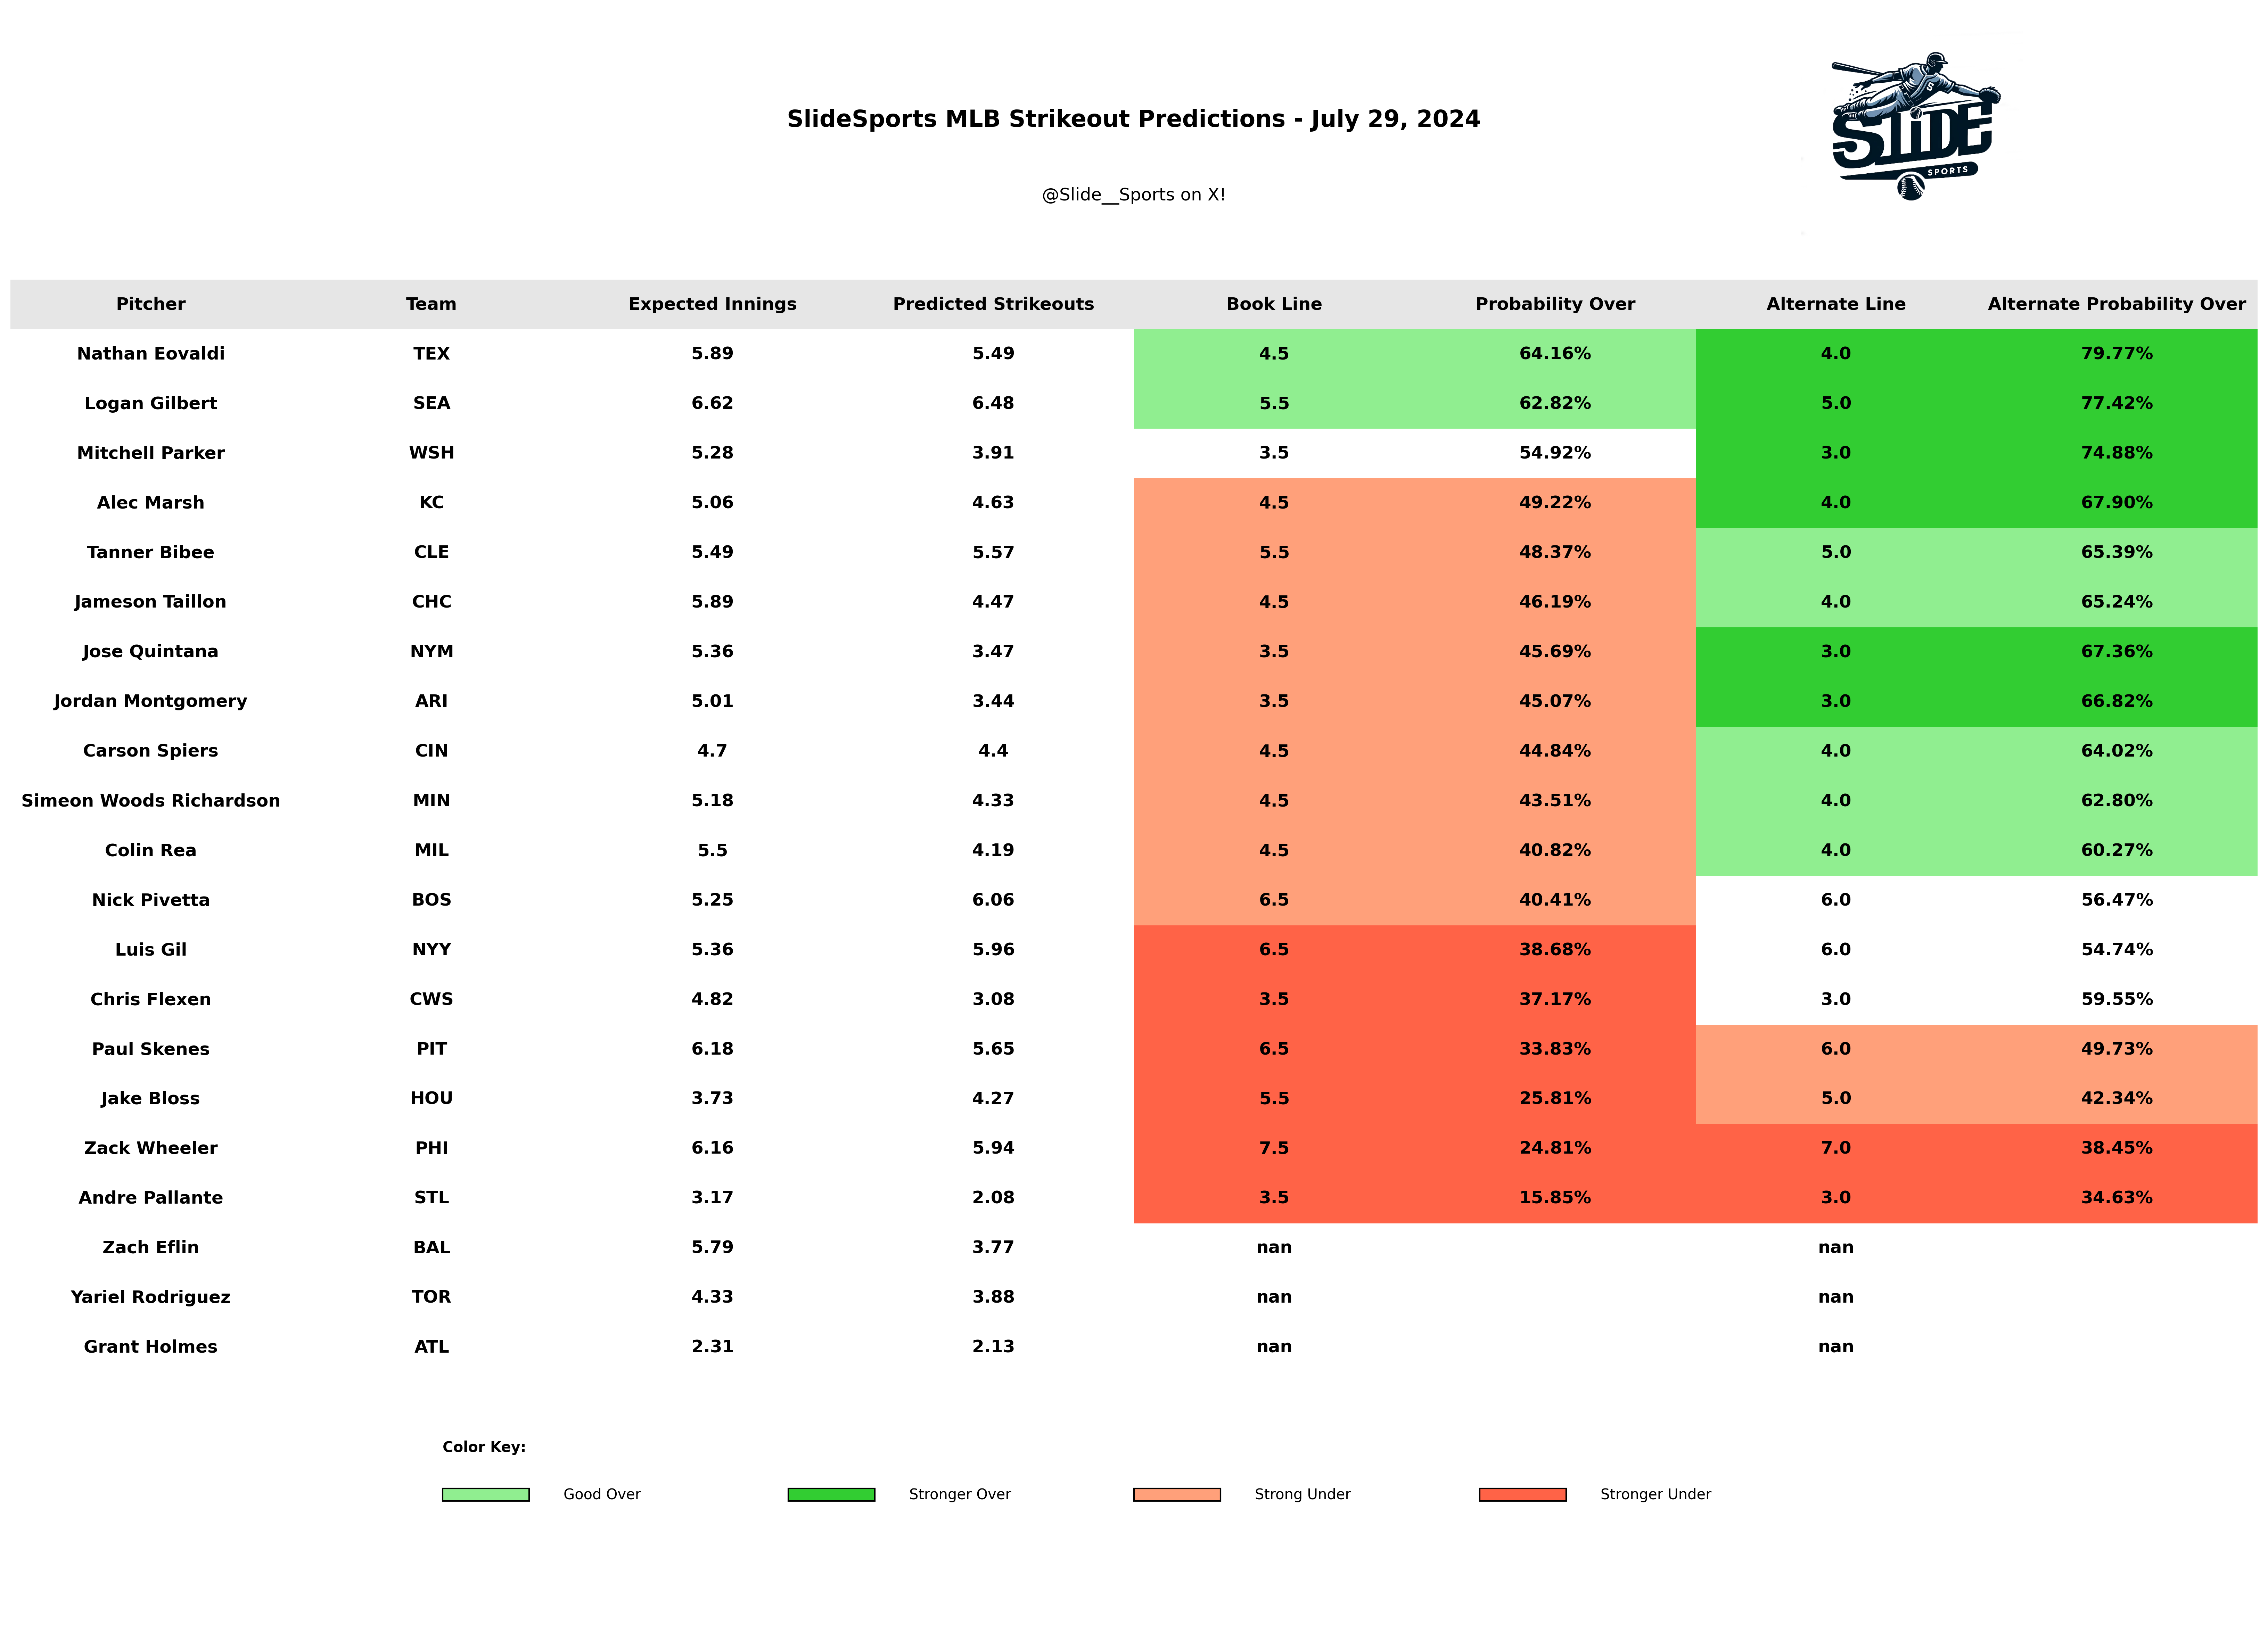 S
SLIDE
SPORTS
SlideSports MLB Strikeout Predictions - July 29, 2024
@Slide__Sports on X!
Pitcher Team Expected Innings Predicted Strikeouts Book Line Probability Over Alternate Line Alternate Probability Over
Nathan Eovaldi TEX 5.89 5.49 4.5 64.16% 4.0 79.77%
Logan Gilbert SEA 6.62 6.48 5.5 62.82% 5.0 77.42%
Mitchell Parker WSH 5.28 3.91 3.5 54.92% 3.0 74.88%
Alec Marsh KC 5.06 4.63 4.5 49.22% 4.0 67.90%
Tanner Bibee CLE 5.49 5.57 5.5 48.37% 5.0 65.39%
Jameson Taillon CHC 5.89 4.47 4.5 46.19% 4.0 65.24%
Jose Quintana NYM 5.36 3.47 3.5 45.69% 3.0 67.36%
Jordan Montgomery ARI 5.01 3.44 3.5 45.07% 3.0 66.82%
Carson Spiers CIN 4.7 4.4 4.5 44.84% 4.0 64.02%
Simeon Woods Richardson MIN 5.18 4.33 4.5 43.51% 4.0 62.80%
Colin Rea MIL 5.5 4.19 4.5 40.82% 4.0 60.27%
Nick Pivetta BOS 5.25 6.06 6.5 40.41% 6.0 56.47%
Luis Gil NYY 5.36 5.96 6.5 38.68% 6.0 54.74%
Chris Flexen CWS 4.82 3.08 3.5 37.17% 3.0 59.55%
Paul Skenes PIT 6.18 5.65 6.5 33.83% 6.0 49.73%
Jake Bloss HOU 3.73 4.27 5.5 25.81% 5.0 42.34%
Zack Wheeler PHI 6.16 5.94 7.5 24.81% 7.0 38.45%
Andre Pallante STL 3.17 2.08 3.5 15.85% 3.0 34.63%
Zach Eflin BAL 5.79 3.77 nan nan
Yariel Rodriguez TOR 4.33 3.88 nan nan
Grant Holmes ATL 2.31 2.13 nan nan
Color Key:
Good Over Stronger Over Strong Under Stronger Under